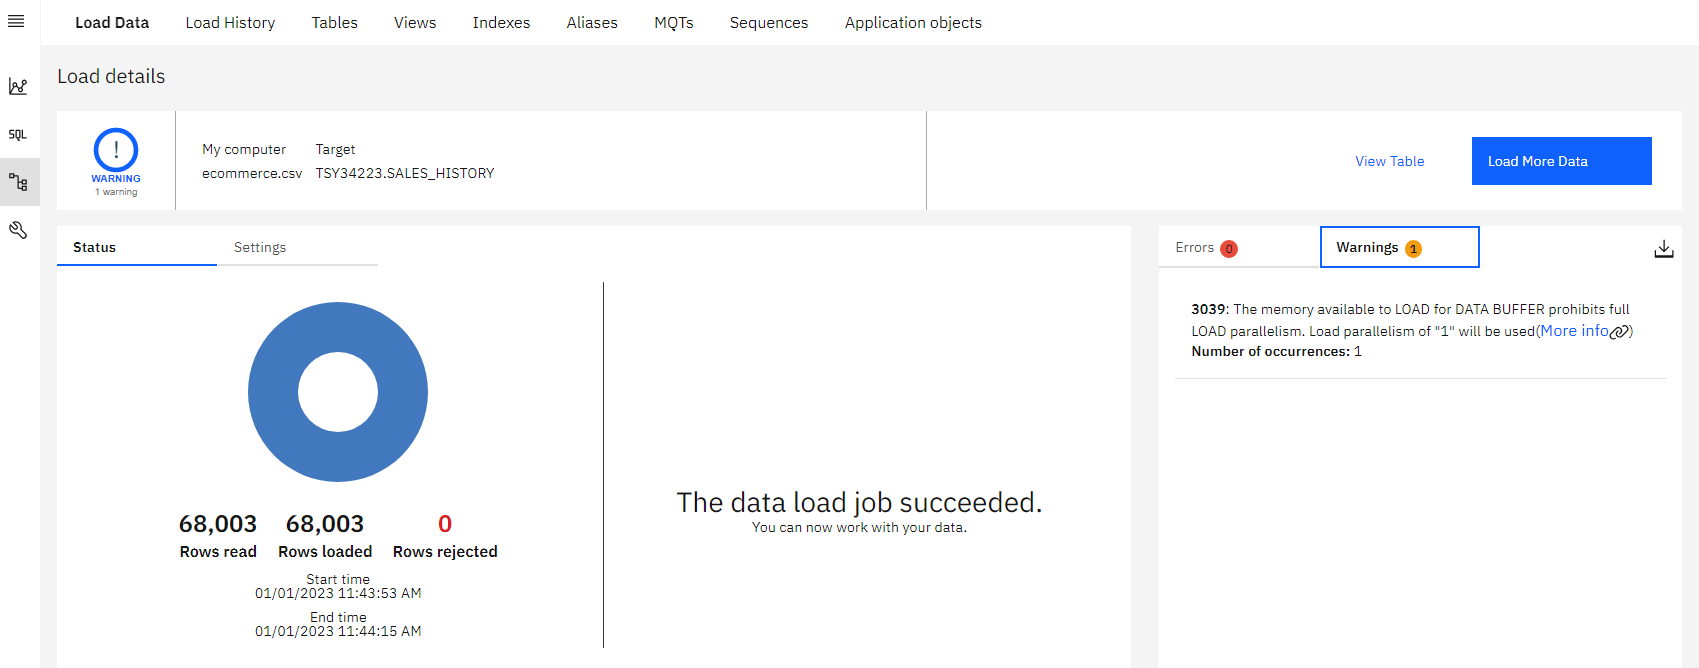 Load Data Load History Tables Views Indexes Aliases MQTs Sequences Application objects
Load details
SQL
!
WARNING
1 warning
My computer Target
ecommerce.csv TSY34223.SALES_HISTORY
View Table
Load More Data
Status Settings
68,003 68,003 0
Rows read Rows loaded Rows rejected
Start time
01/01/2023 11:43:53 AM
End time
01/01/2023 11:44:15 AM
The data load job succeeded.
You can now work with your data.
Errors 0 Warnings 1
3039: The memory available to LOAD for DATA BUFFER prohibits full
LOAD parallelism. Load parallelism of "1" will be used(More info)
Number of occurrences: 1